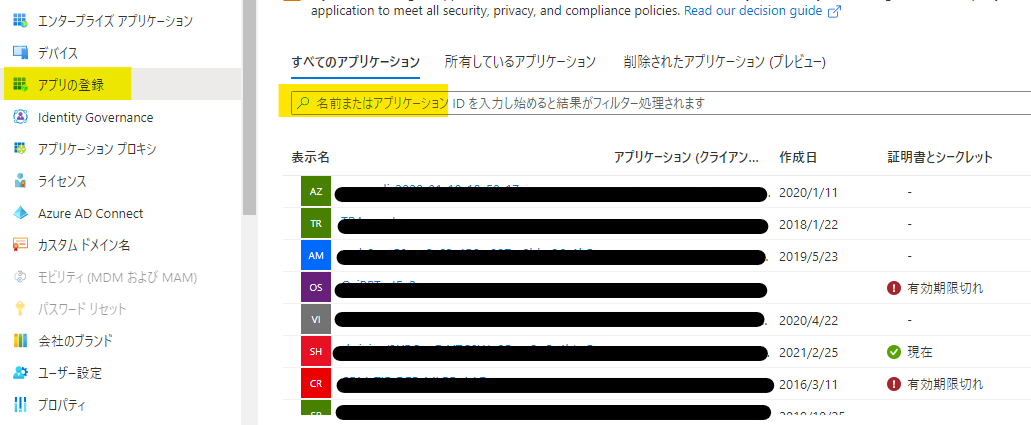 エンタープライズ アプリケーション
デバイス
アプリの登録
Identity Governance
アプリケーション プロキシ
ライセンス
Azure AD Connect
カスタム ドメイン名
モビリティ (MDM および MAM)
パスワード リセット
会社のブランド
ユーザー設定
プロパティ
application to meet all security, privacy, and compliance policies. Read our decision guide
すべてのアプリケーション 所有しているアプリケーション 削除されたアプリケーション (プレビュー)
名前またはアプリケーション ID を入力し始めると結果がフィルター処理されます
表示名 アプリケーション (クライアン... 作成日 証明書とシークレット
AZ 2020/1/11 -
TR 2018/1/22 -
AM 2019/5/23 -
OS 有効期限切れ
VI 2020/4/22 -
SH 2021/2/25 現在
CR 2016/3/11 有効期限切れ